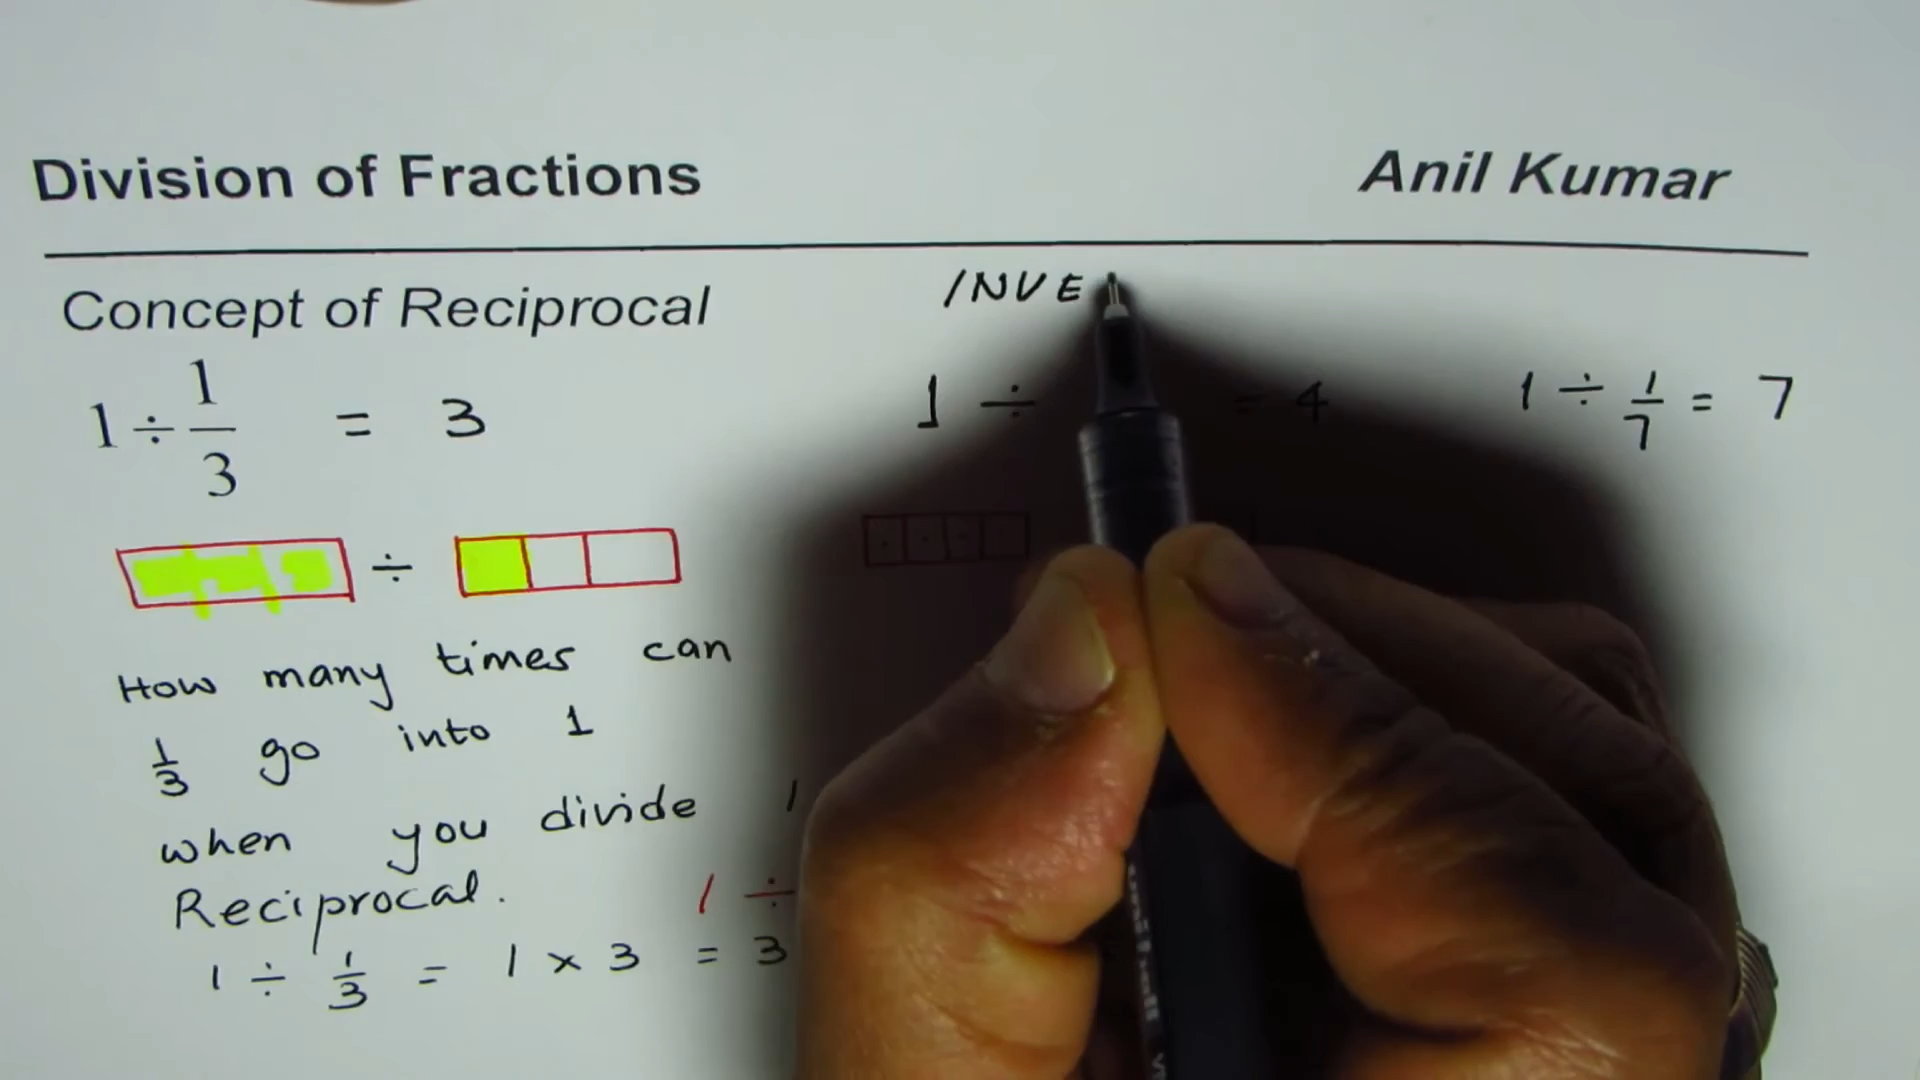 Division of Fractions
Anil Kumar
Concept of Reciprocal
INVE
1 ÷ 1/3 = 3
1 ÷ = 4
1 ÷ 1/7 = 7
÷
How many times can
1/3 go into 1
when you divide 1
Reciprocal.
1 ÷
1 ÷ 1/3 = 1 × 3 = 3